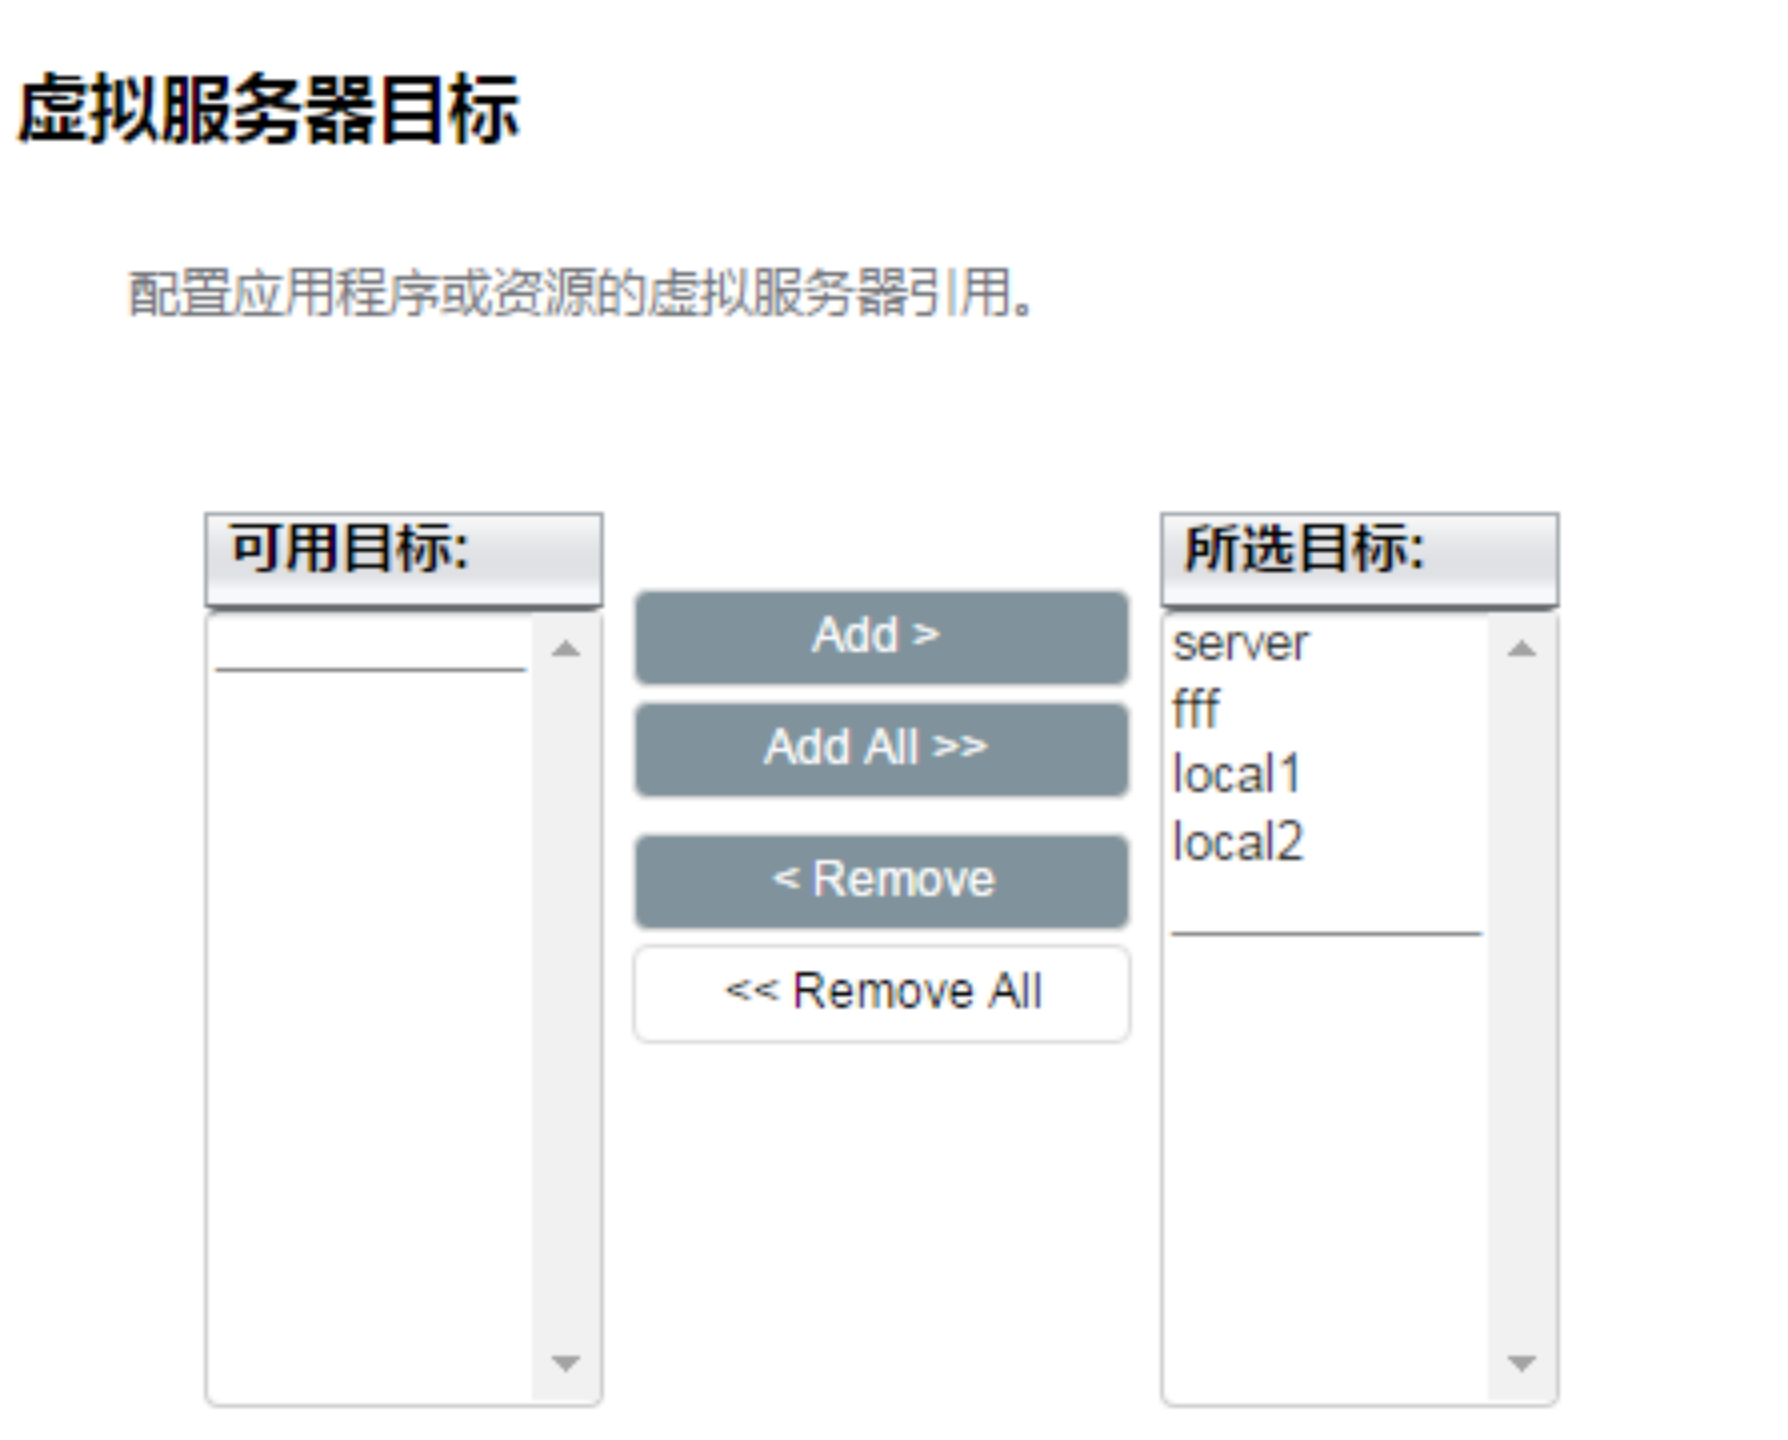 虚拟服务器目标
配置应用程序或资源的虚拟服务器引用。
可用目标:
Add >
Add All >>
< Remove
<< Remove All
所选目标:
server
fff
local1
local2